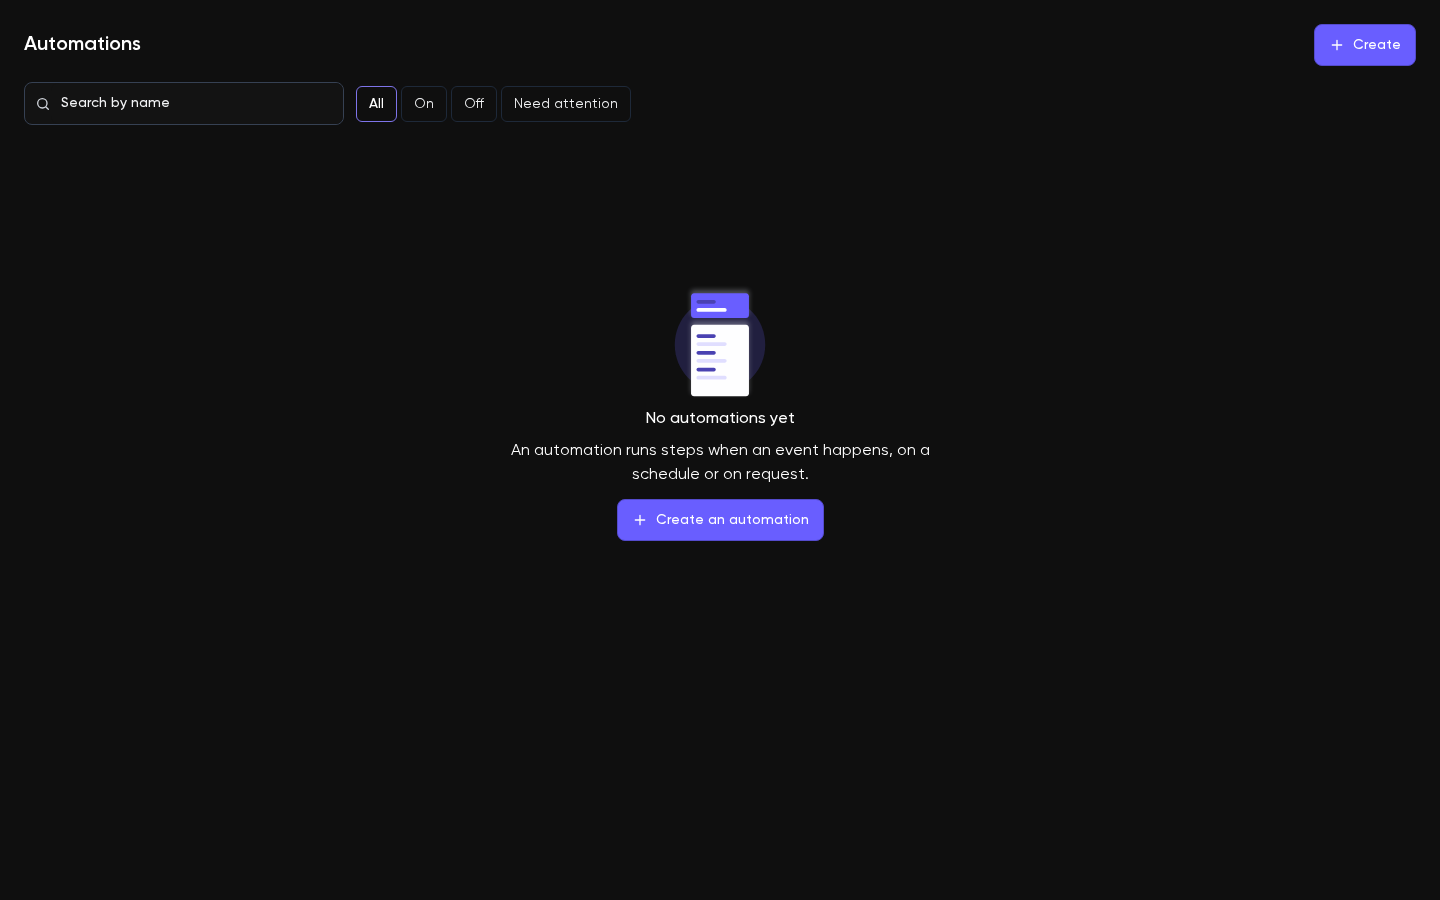 Automations
Create
Search by name
All
On
Off
Need attention
No automations yet
An automation runs steps when an event happens, on a
schedule or on request.
Create an automation